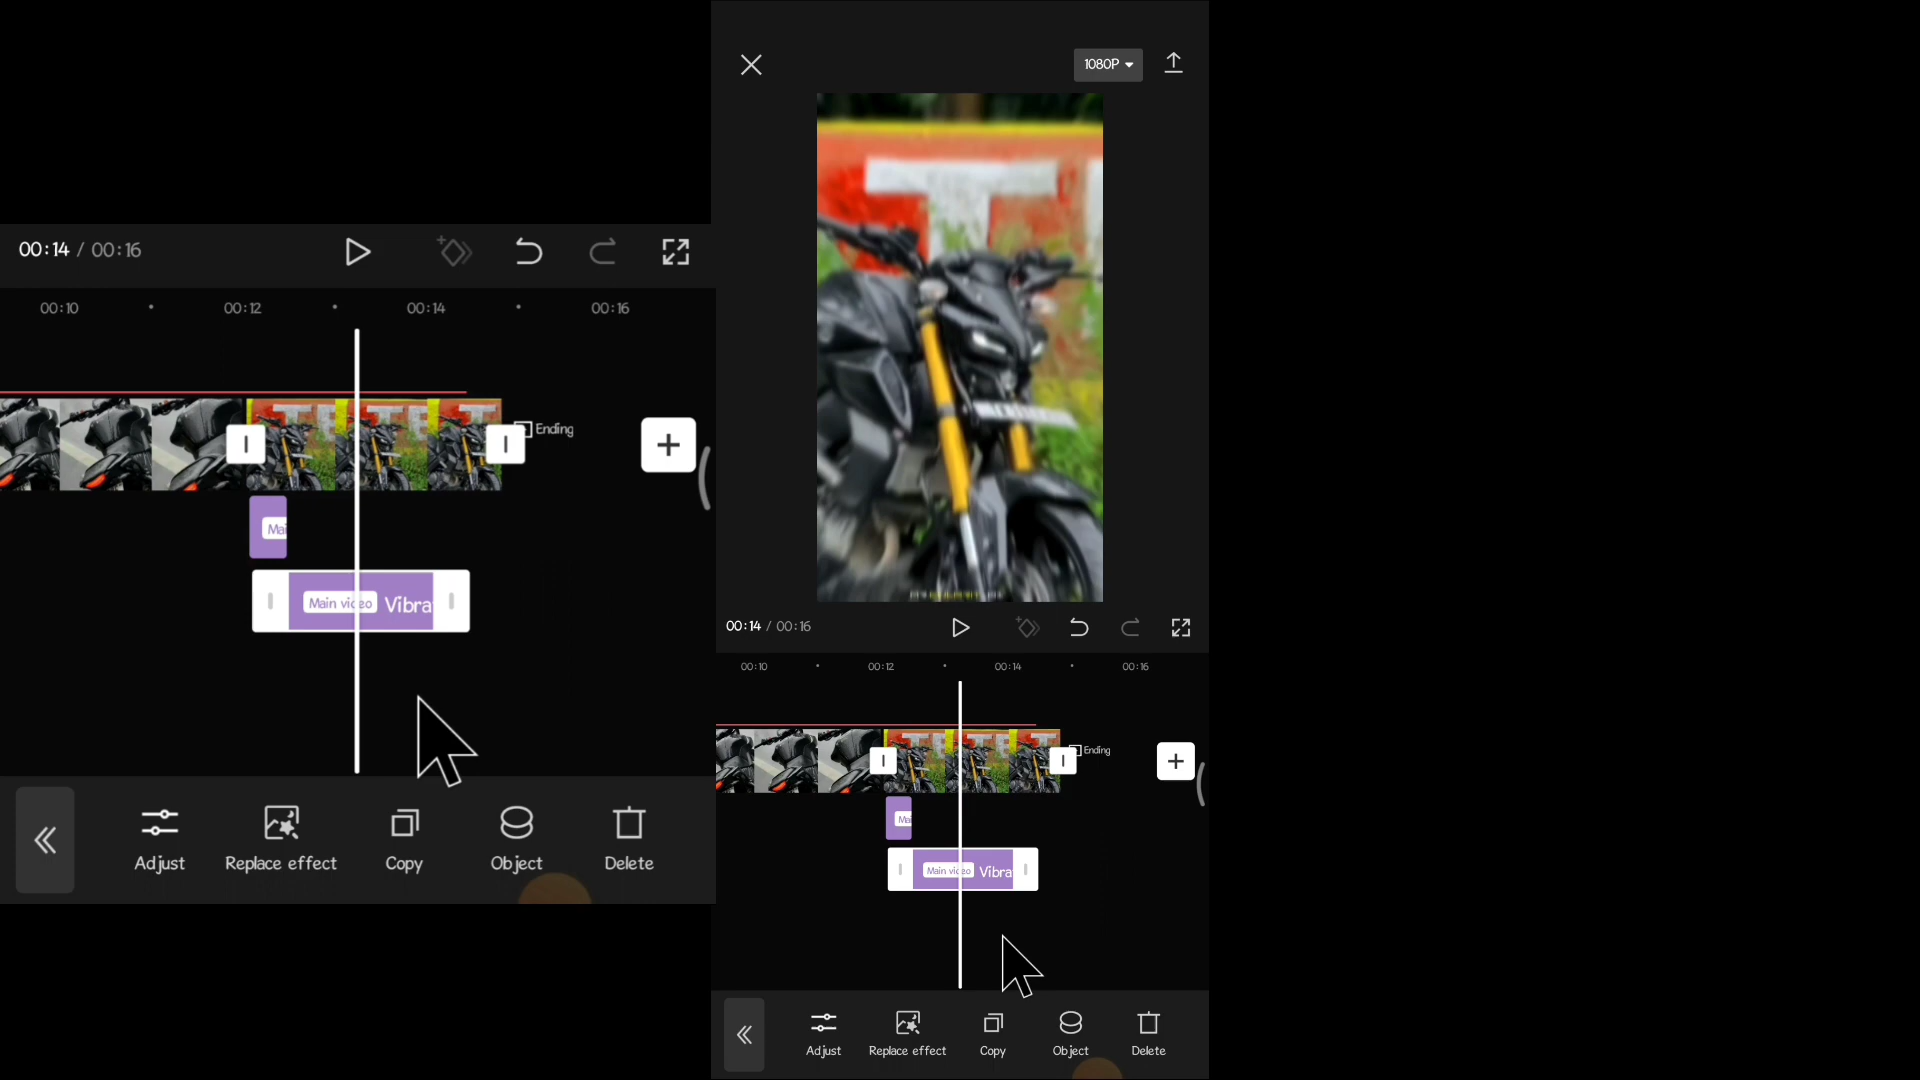 00:14 / 00:16
00:10
00:12
00:14
00:16
Ending
Mai
Main video
Vibra
Adjust
Replace effect
Copy
Object
Delete
1080P
T
00:14 / 00:16
00:10
00:12
00:14
00:16
Ending
Mai
Main video
Vibra
Adjust
Replace effect
Copy
Object
Delete